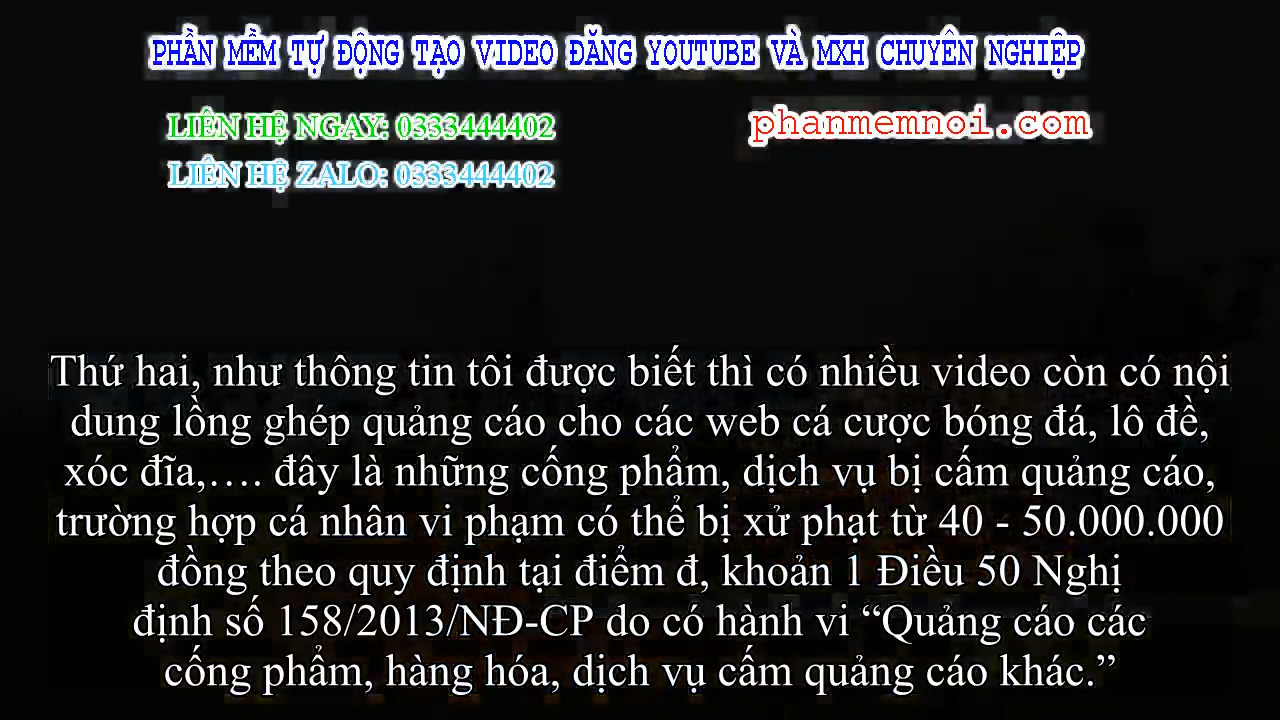 PHẦN MỀM TỰ ĐỘNG TẠO VIDEO ĐĂNG YOUTUBE VÀ MXH CHUYÊN NGHIỆP
LIÊN HỆ NGAY: 0333444402
phanmemnoi.com
LIÊN HỆ ZALO: 0333444402
Thứ hai, như thông tin tôi được biết thì có nhiều video còn có nội
dung lồng ghép quảng cáo cho các web cá cược bóng đá, lô đề,
xóc đĩa,…. đây là những cống phẩm, dịch vụ bị cấm quảng cáo,
trường hợp cá nhân vi phạm có thể bị xử phạt từ 40 - 50.000.000
đồng theo quy định tại điểm đ, khoản 1 Điều 50 Nghị
định số 158/2013/NĐ-CP do có hành vi “Quảng cáo các
cống phẩm, hàng hóa, dịch vụ cấm quảng cáo khác.”